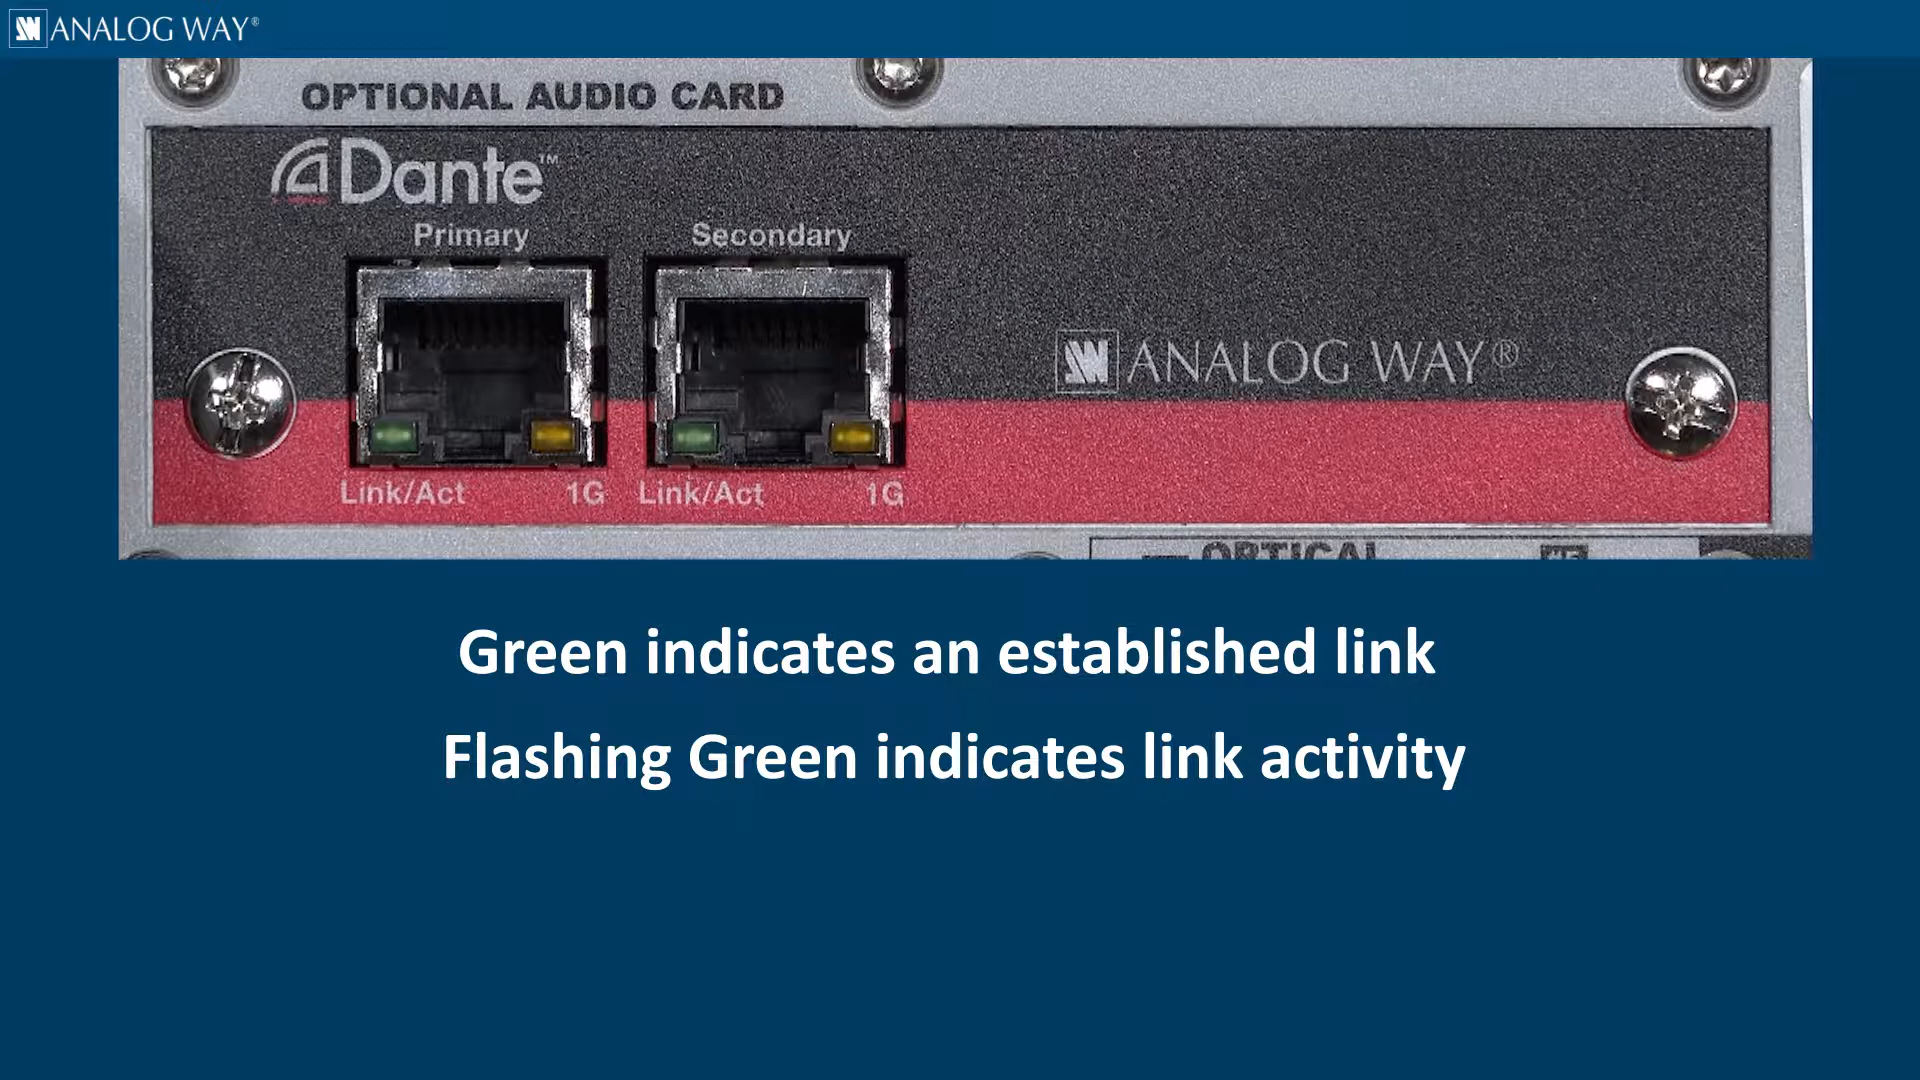 ANALOG WAY®
OPTIONAL AUDIO CARD
Dante™
Primary Secondary
ANALOG WAY®
Link/Act 1G Link/Act 1G
OPTICAL
Green indicates an established link
Flashing Green indicates link activity